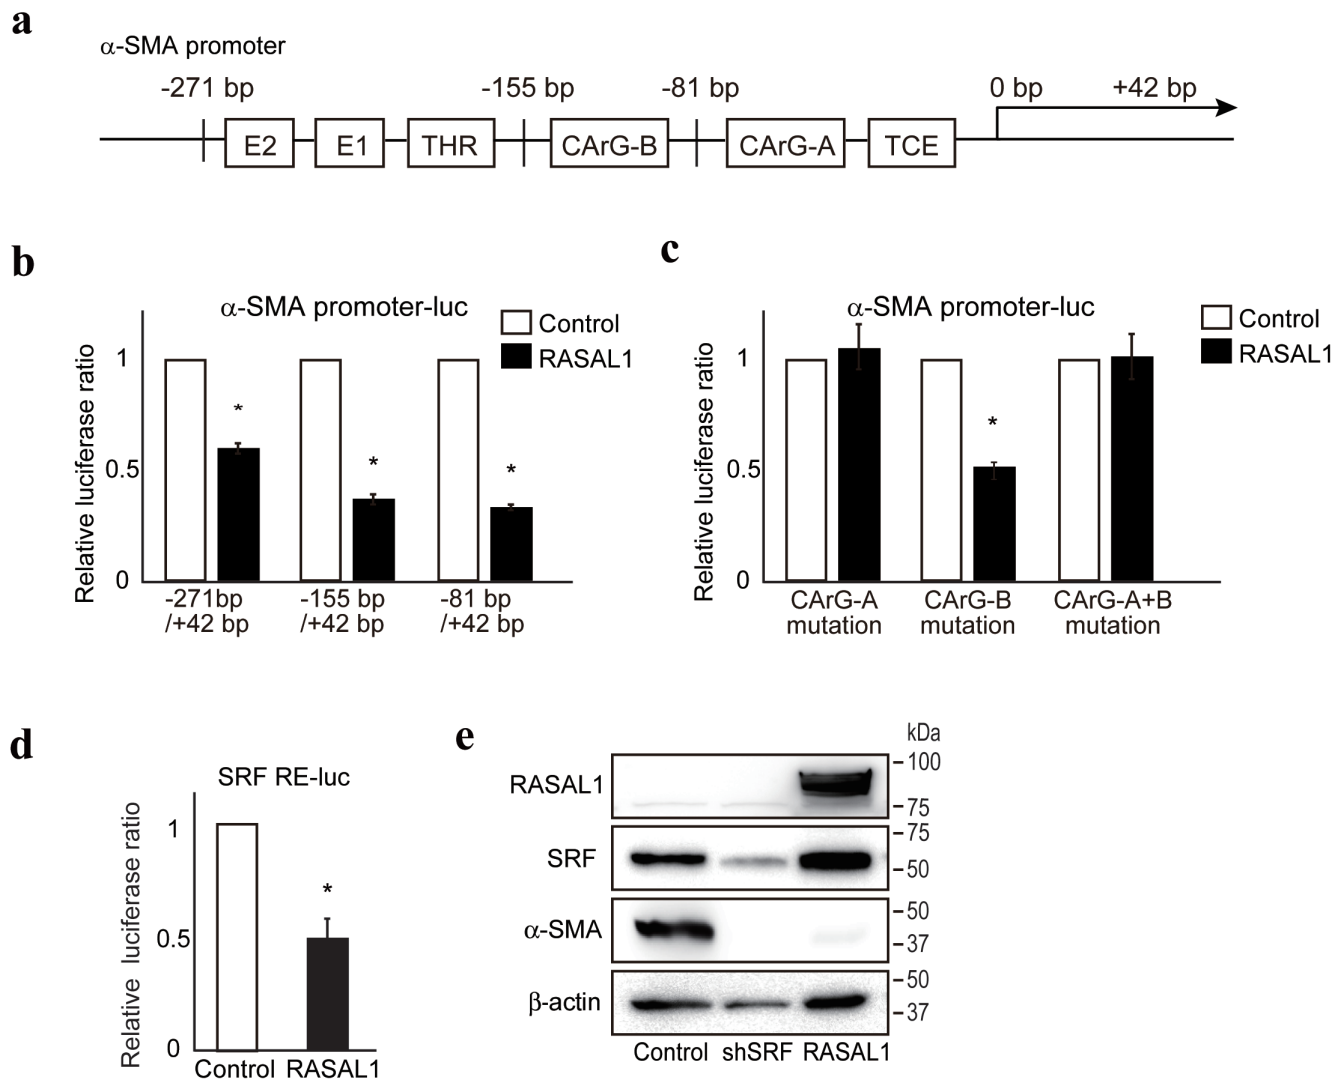 a
α-SMA promoter
-271 bp -155 bp -81 bp 0 bp +42 bp
E2 E1 THR CArG-B CArG-A TCE
b
α-SMA promoter-luc
Control
RASAL1
Relative luciferase ratio
1
0.5
0
* * *
-271bp -155 bp -81 bp
/+42 bp /+42 bp /+42 bp
c
α-SMA promoter-luc
Control
RASAL1
Relative luciferase ratio
1
0.5
0
*
CArG-A CArG-B CArG-A+B
mutation mutation mutation
d
SRF RE-luc
Relative luciferase ratio
1
0.5
0
*
Control RASAL1
e
kDa
RASAL1
100
75
SRF
75
50
α-SMA
50
37
β-actin
50
37
Control shSRF RASAL1